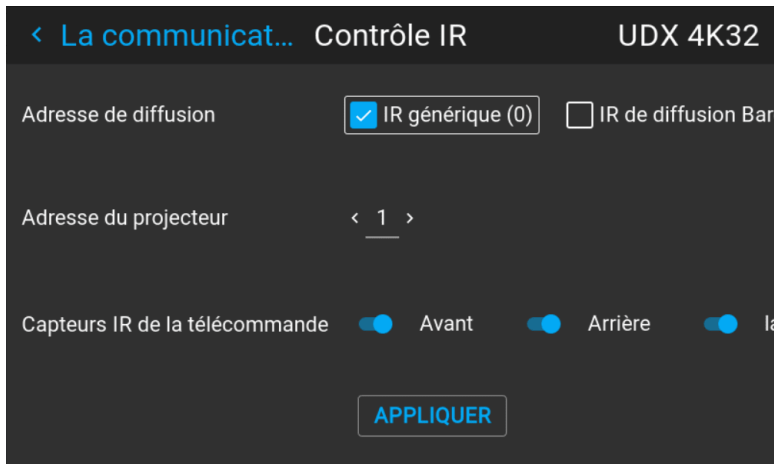 < La communicat... Contrôle IR UDX 4K32
Adresse de diffusion IR générique (0) IR de diffusion Bar
Adresse du projecteur < 1 >
Capteurs IR de la télécommande Avant Arrière
APPLIQUER